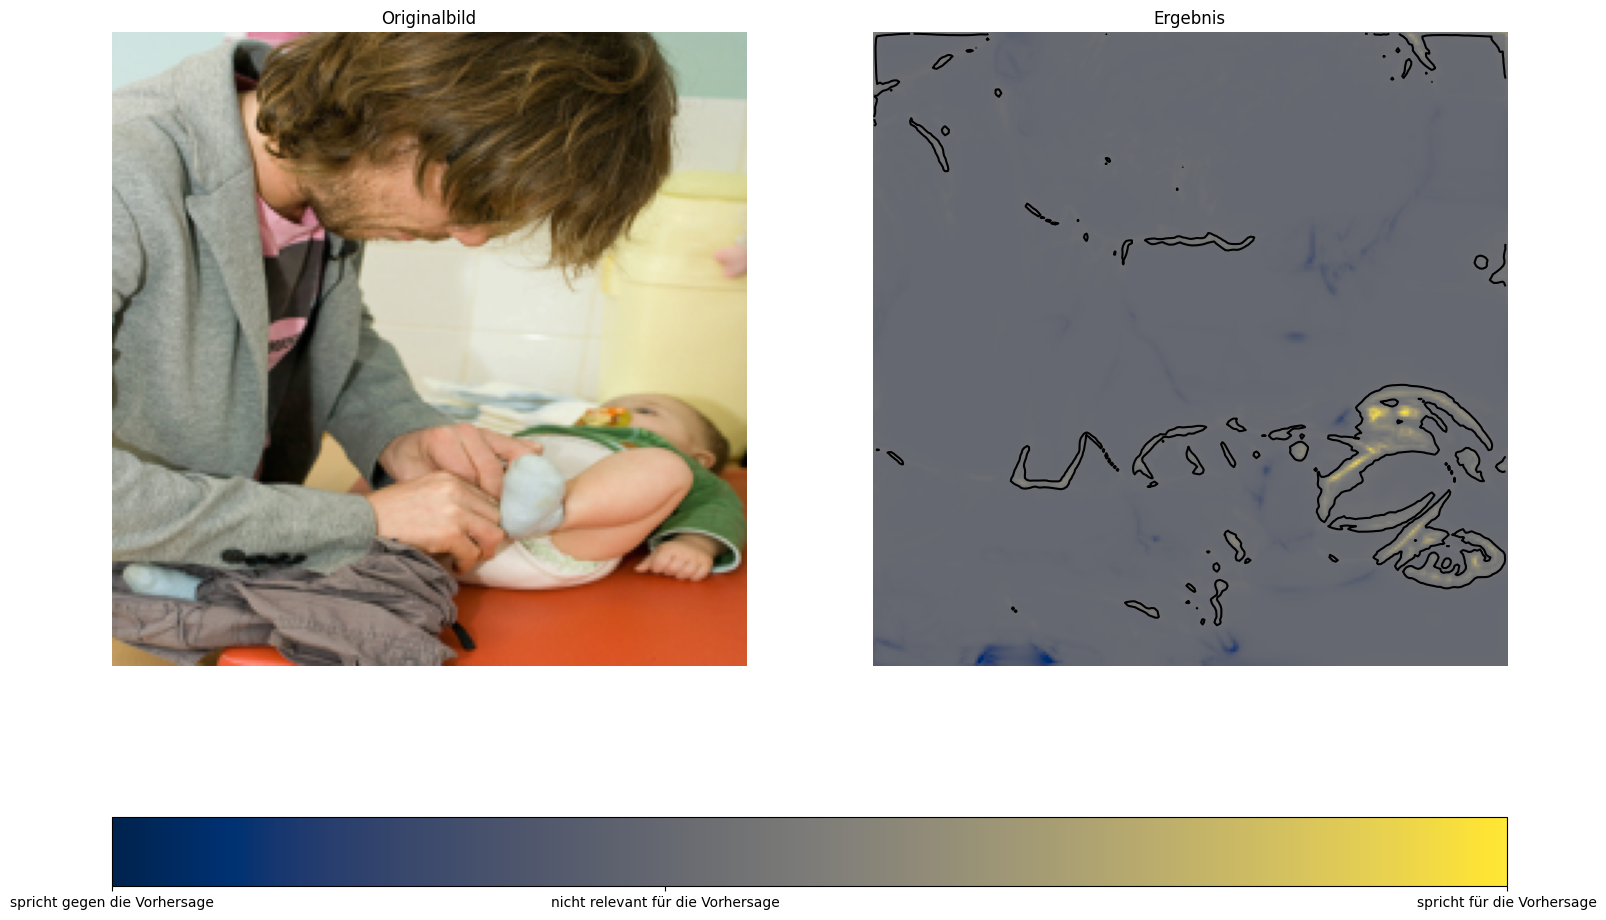 Originalbild
Ergebnis
spricht gegen die Vorhersage
nicht relevant für die Vorhersage
spricht für die Vorhersage